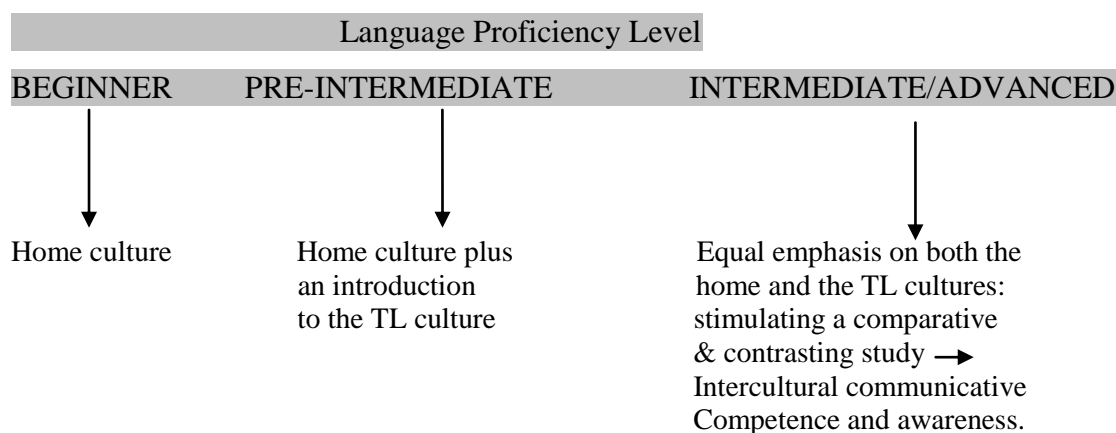 Language Proficiency Level
BEGINNER PRE-INTERMEDIATE INTERMEDIATE/ADVANCED
Home culture
Home culture plus
an introduction
to the TL culture
Equal emphasis on both the
home and the TL cultures:
stimulating a comparative
& contrasting study →
Intercultural communicative
Competence and awareness.